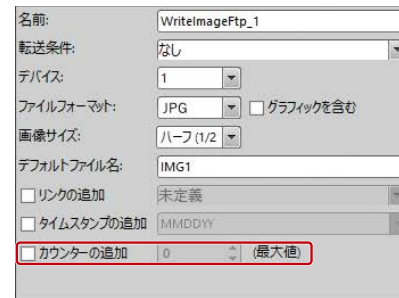 名前: WriteImageFtp_1
転送条件: なし
デバイス: 1
ファイルフォーマット: JPG グラフィックを含む
画像サイズ: ハーフ(1/2
デフォルトファイル名: IMG1
リンクの追加 未定義
タイムスタンプの追加 MMDDYY
カウンターの追加 0 (最大値)